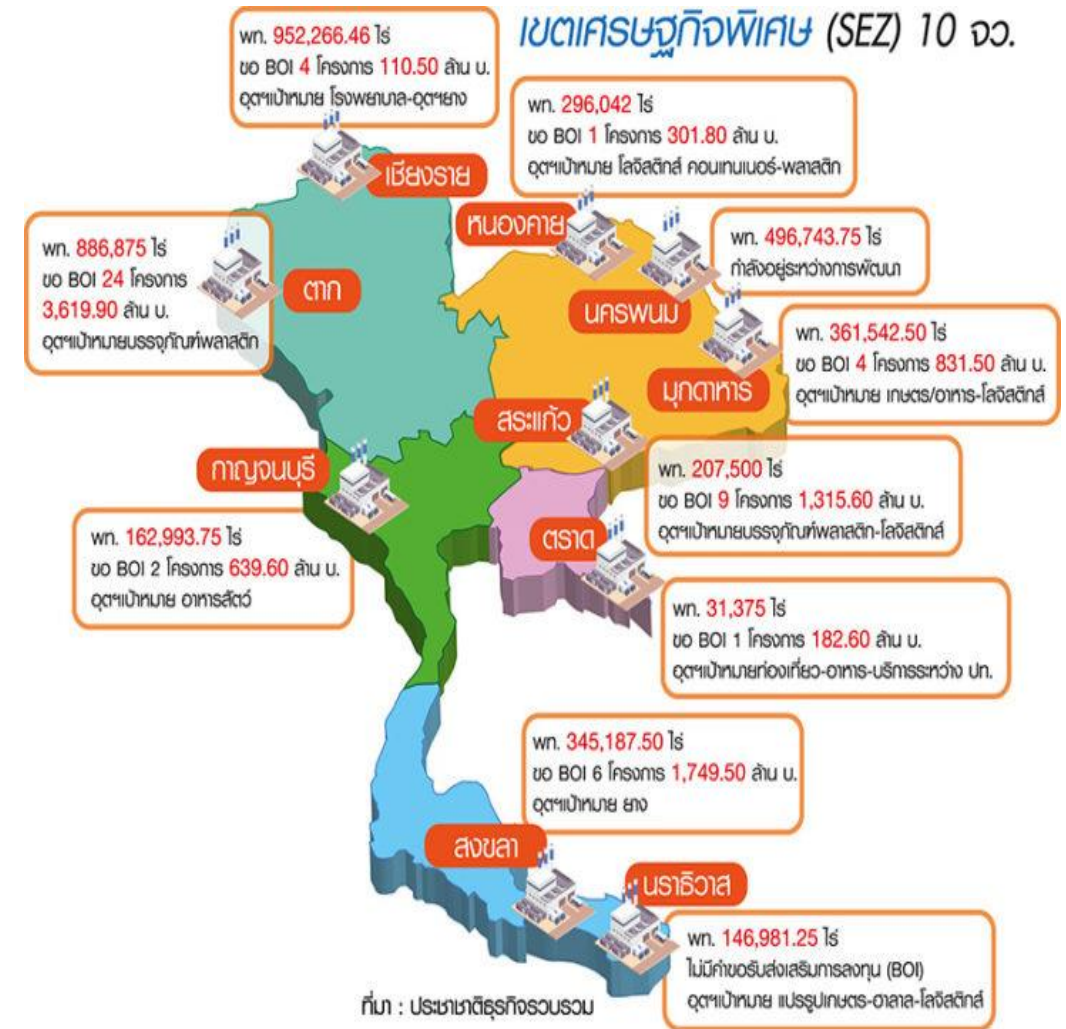 เขตเศรษฐกิจพิเศษ (SEZ) 10 จว.
พท. 952,266.46 ไร่
ขอ BOI 4 โครงการ 110.50 ล้าน บ.
อุตฯเป้าหมาย โรงพยาบาล-อุตฯยาง
เชียงราย
พท. 296,042 ไร่
ขอ BOI 1 โครงการ 301.80 ล้าน บ.
อุตฯเป้าหมาย โลจิสติกส์ คอนเทนเนอร์-พลาสติก
หนองคาย
พท. 886,875 ไร่
ขอ BOI 24 โครงการ
3,619.90 ล้าน บ.
อุตฯเป้าหมายบรรจุภัณฑ์พลาสติก
ตาก
พท. 496,743.75 ไร่
กำลังอยู่ระหว่างการพัฒนา
นครพนม
พท. 361,542.50 ไร่
ขอ BOI 4 โครงการ 831.50 ล้าน บ.
อุตฯเป้าหมาย เกษตร/อาหาร-โลจิสติกส์
มุกดาหาร
สระแก้ว
พท. 207,500 ไร่
ขอ BOI 9 โครงการ 1,315.60 ล้าน บ.
อุตฯเป้าหมายบรรจุภัณฑ์พลาสติก-โลจิสติกส์
กาญจนบุรี
พท. 162,993.75 ไร่
ขอ BOI 2 โครงการ 639.60 ล้าน บ.
อุตฯเป้าหมาย อาหารสัตว์
ตราด
พท. 31,375 ไร่
ขอ BOI 1 โครงการ 182.60 ล้าน บ.
อุตฯเป้าหมายท่องเที่ยว-อาหาร-บริการระหว่าง ปท.
พท. 345,187.50 ไร่
ขอ BOI 6 โครงการ 1,749.50 ล้าน บ.
อุตฯเป้าหมาย ยาง
สงขลา
นราธิวาส
พท. 146,981.25 ไร่
ไม่มีคำขอรับส่งเสริมการลงทุน (BOI)
อุตฯเป้าหมาย แปรรูปเกษตร-ฮาลาล-โลจิสติกส์
ที่มา : ประชาชาติธุรกิจรวบรวม